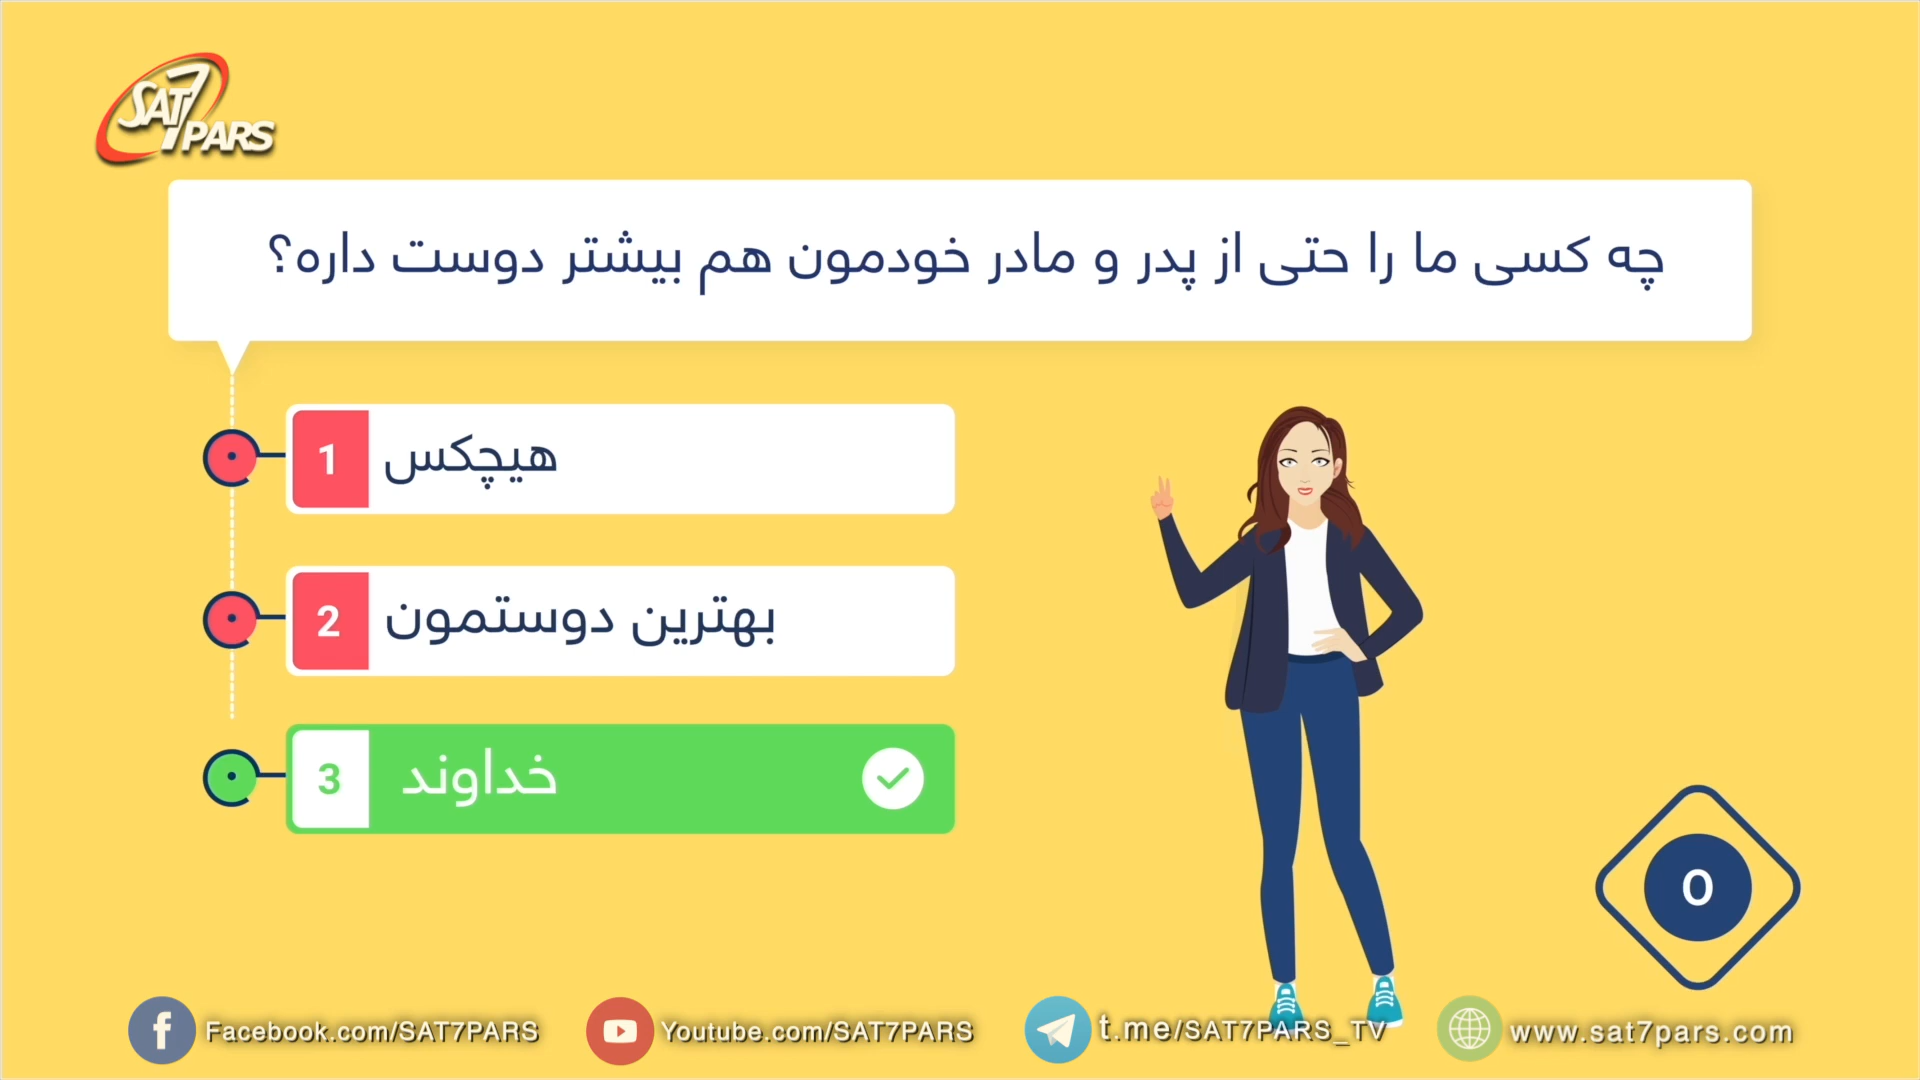 SAT7 PARS
چه کسی ما را حتی از پدر و مادر خودمون هم بیشتر دوست داره؟
1 هیچکس
2 بهترین دوستمون
3 خداوند
0
Facebook.com/SAT7PARS
Youtube.com/SAT7PARS
t.me/SAT7PARS_TV
www.sat7pars.com